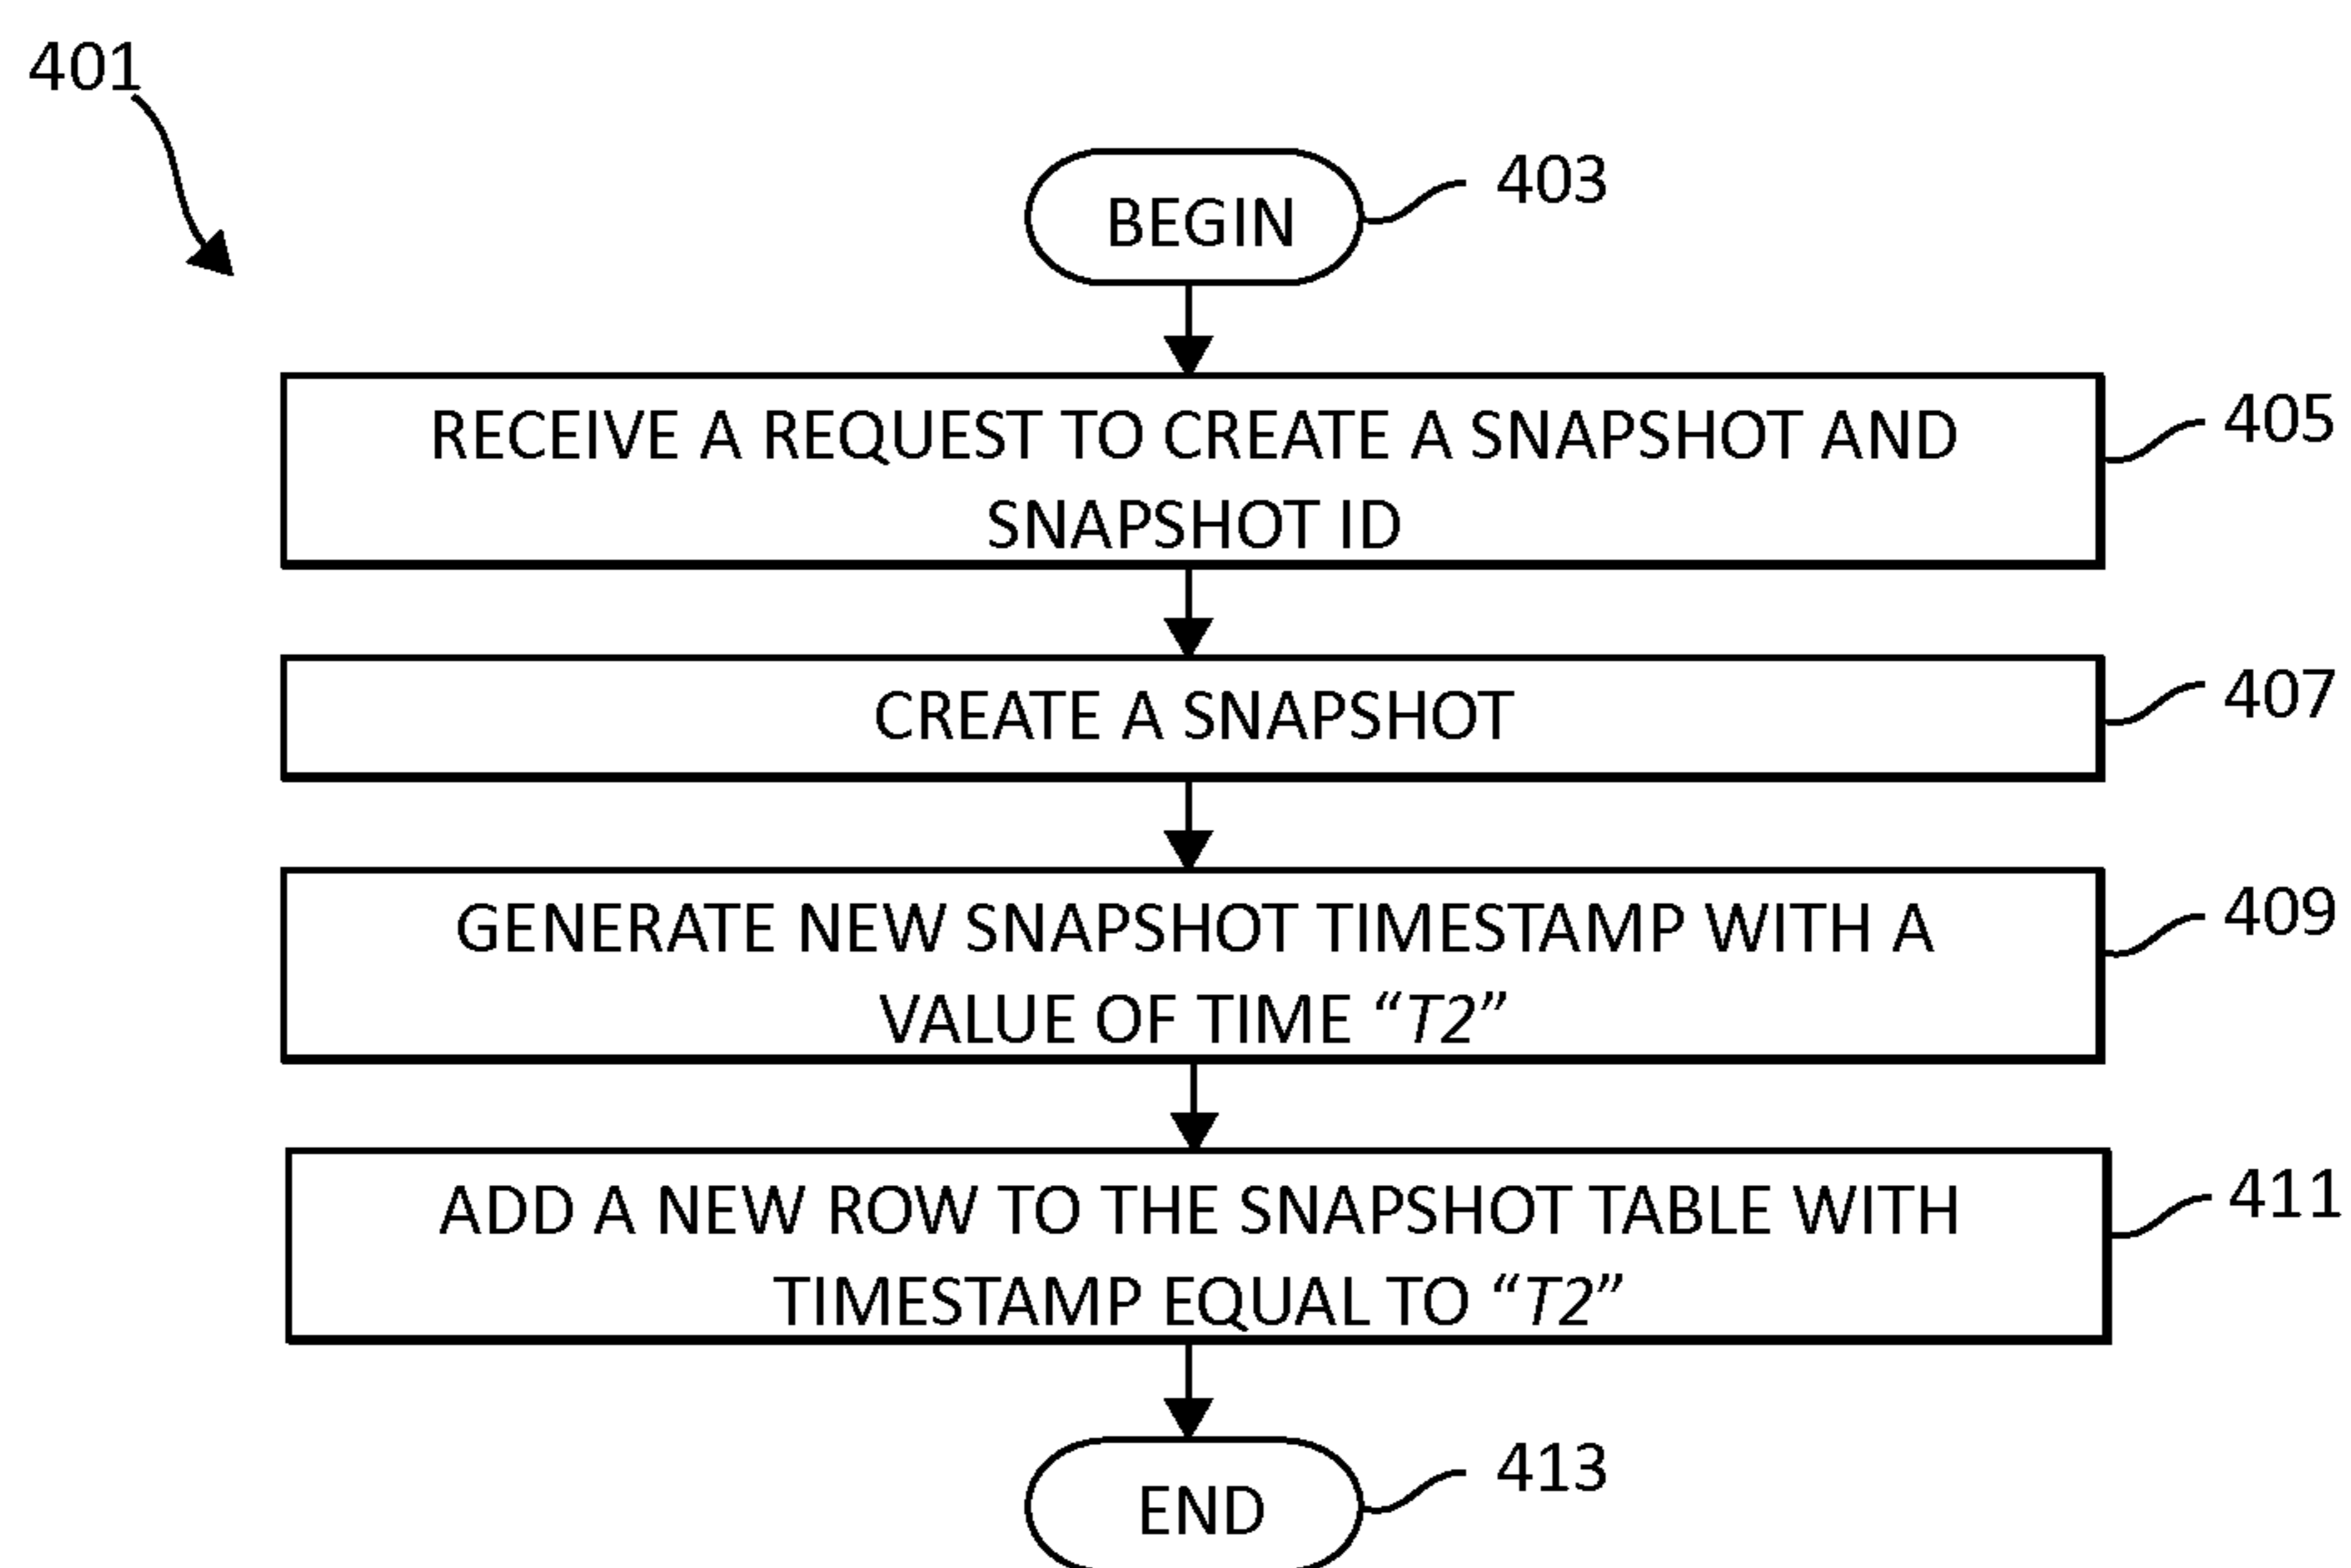 401
BEGIN
403
RECEIVE A REQUEST TO CREATE A SNAPSHOT AND
SNAPSHOT ID
405
CREATE A SNAPSHOT
407
GENERATE NEW SNAPSHOT TIMESTAMP WITH A
VALUE OF TIME “T2”
409
ADD A NEW ROW TO THE SNAPSHOT TABLE WITH
TIMESTAMP EQUAL TO “T2”
411
END
413